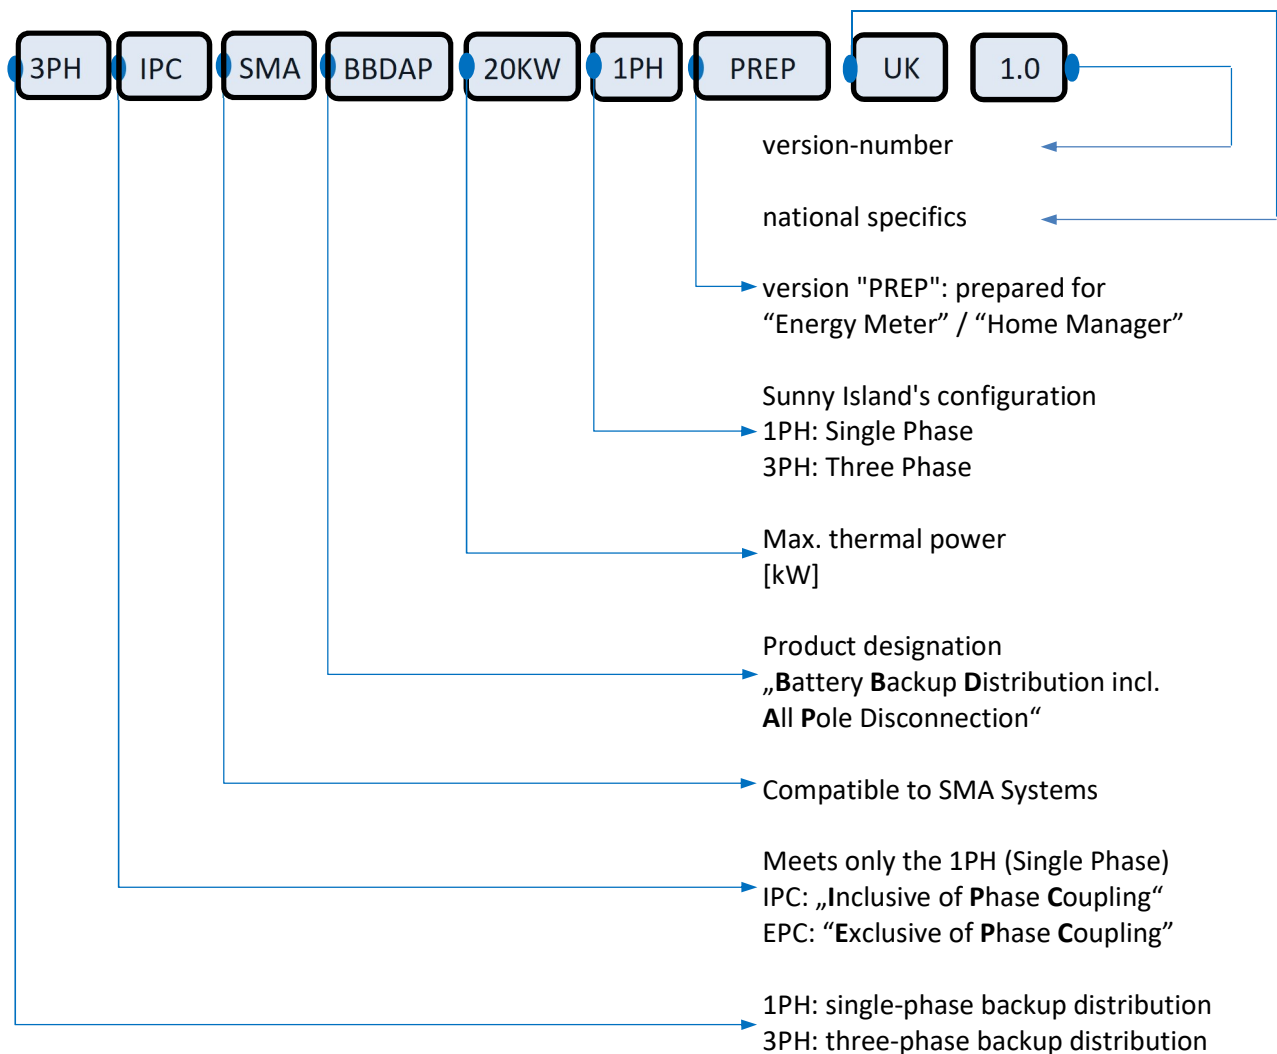 3PH IPC SMA BBDAP 20KW 1PH PREP UK 1.0
version-number
national specifics
version "PREP": prepared for
“Energy Meter” / “Home Manager”
Sunny Island's configuration
1PH: Single Phase
3PH: Three Phase
Max. thermal power
[kW]
Product designation
„Battery Backup Distribution incl.
All Pole Disconnection“
Compatible to SMA Systems
Meets only the 1PH (Single Phase)
IPC: „Inclusive of Phase Coupling“
EPC: “Exclusive of Phase Coupling”
1PH: single-phase backup distribution
3PH: three-phase backup distribution